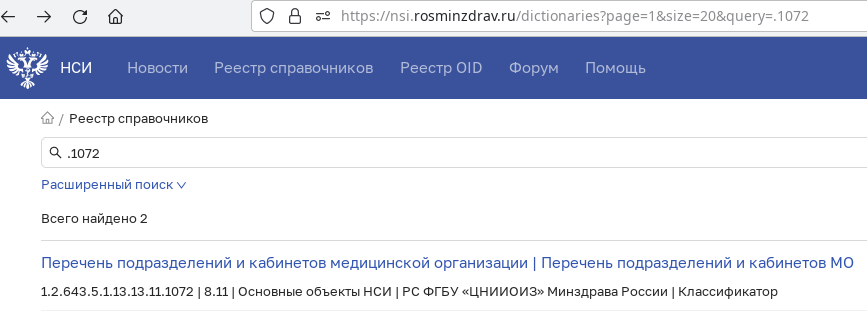 https://nsi.rosminzdrav.ru/dictionaries?page=1&size=20&query=.1072
НСИ Новости Реестр справочников Реестр OID Форум Помощь
/ Реестр справочников
.1072
Расширенный поиск
Всего найдено 2
Перечень подразделений и кабинетов медицинской организации | Перечень подразделений и кабинетов МО
1.2.643.5.1.13.13.11.1072 | 8.11 | Основные объекты НСИ | РС ФГБУ «ЦНИИОИЗ» Минздрава России | Классификатор